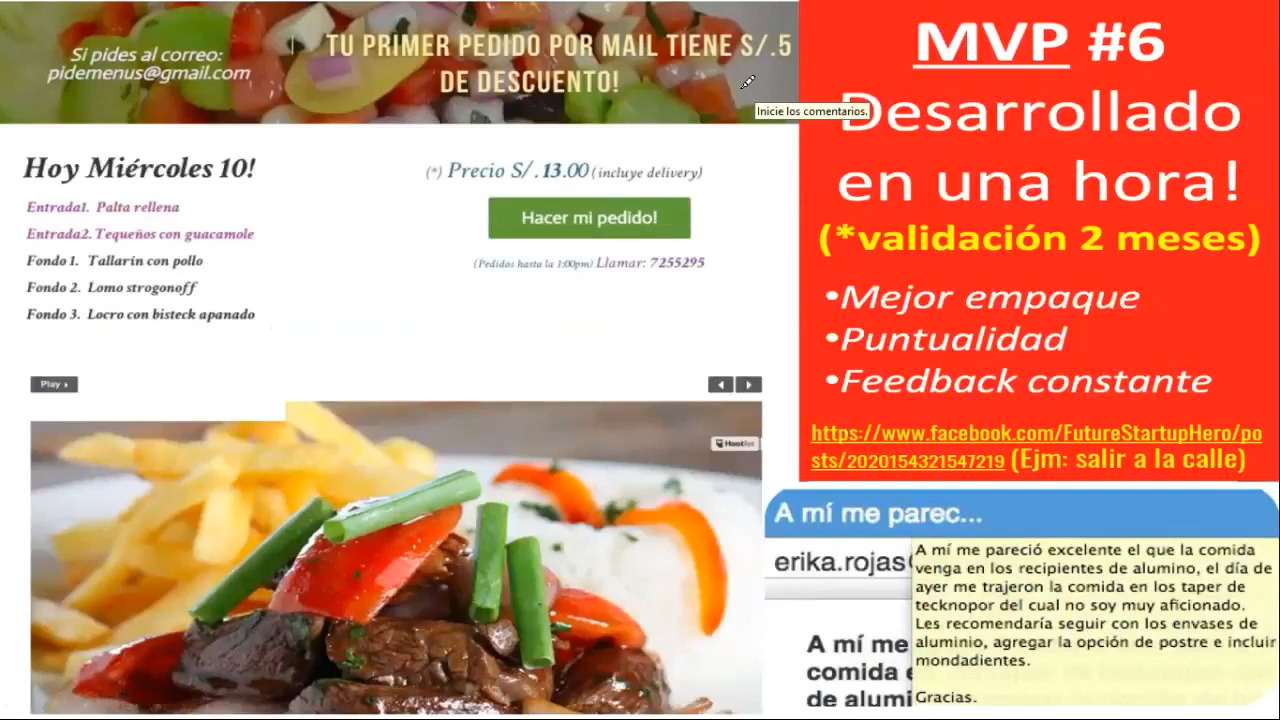 Si pides al correo:
pidemenus@gmail.com
TU PRIMER PEDIDO POR MAIL TIENE S/.5
DE DESCUENTO!
Inicie los comentarios.
Hoy Miércoles 10!
Entrada1. Palta rellena
Entrada2. Tequeños con guacamole
Fondo 1. Tallarín con pollo
Fondo 2. Lomo strogonoff
Fondo 3. Locro con bisteck apanado
(*) Precio S/.13.00 (incluye delivery)
Hacer mi pedido!
(Pedidos hasta la 1:00pm) Llamar: 7255295
Play
MVP #6
Desarrollado
en una hora!
(*validación 2 meses)
•Mejor empaque
•Puntualidad
•Feedback constante
https://www.facebook.com/FutureStartupHero/po
sts/2020154321547219 (Ejm: salir a la calle)
A mí me parec...
erika.rojas
A mí me pareció excelente el que la comida
venga en los recipientes de alumino, el día de
ayer me trajeron la comida en los taper de
tecknopor del cual no soy muy aficionado.
Les recomendaría seguir con los envases de
aluminio, agregar la opción de postre e incluir
mondadientes.
Gracias.
A mí me
comida
de alumi